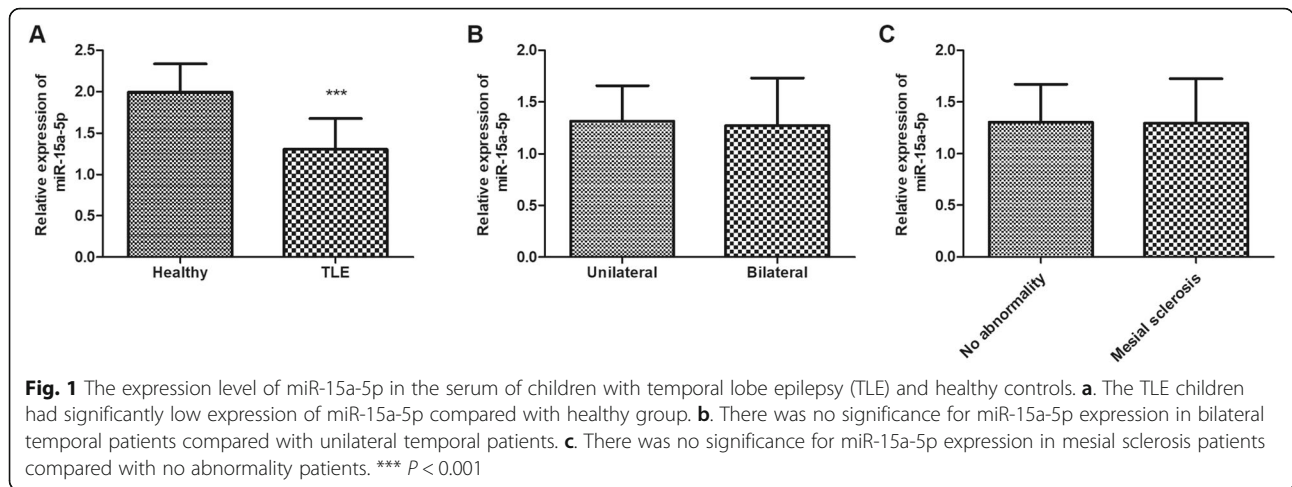 A
B
C
Relative expression of
miR-15a-5p
2.5
2.0
1.5
1.0
0.5
0.0
***
Healthy
TLE
Relative expression of
miR-15a-5p
2.0
1.5
1.0
0.5
0.0
Unilateral
Bilateral
Relative expression of
miR-15a-5p
2.0
1.5
1.0
0.5
0.0
No abnormality
Mesial sclerosis
Fig. 1 The expression level of miR-15a-5p in the serum of children with temporal lobe epilepsy (TLE) and healthy controls. a. The TLE children
had significantly low expression of miR-15a-5p compared with healthy group. b. There was no significance for miR-15a-5p expression in bilateral
temporal patients compared with unilateral temporal patients. c. There was no significance for miR-15a-5p expression in mesial sclerosis patients
compared with no abnormality patients. *** P < 0.001